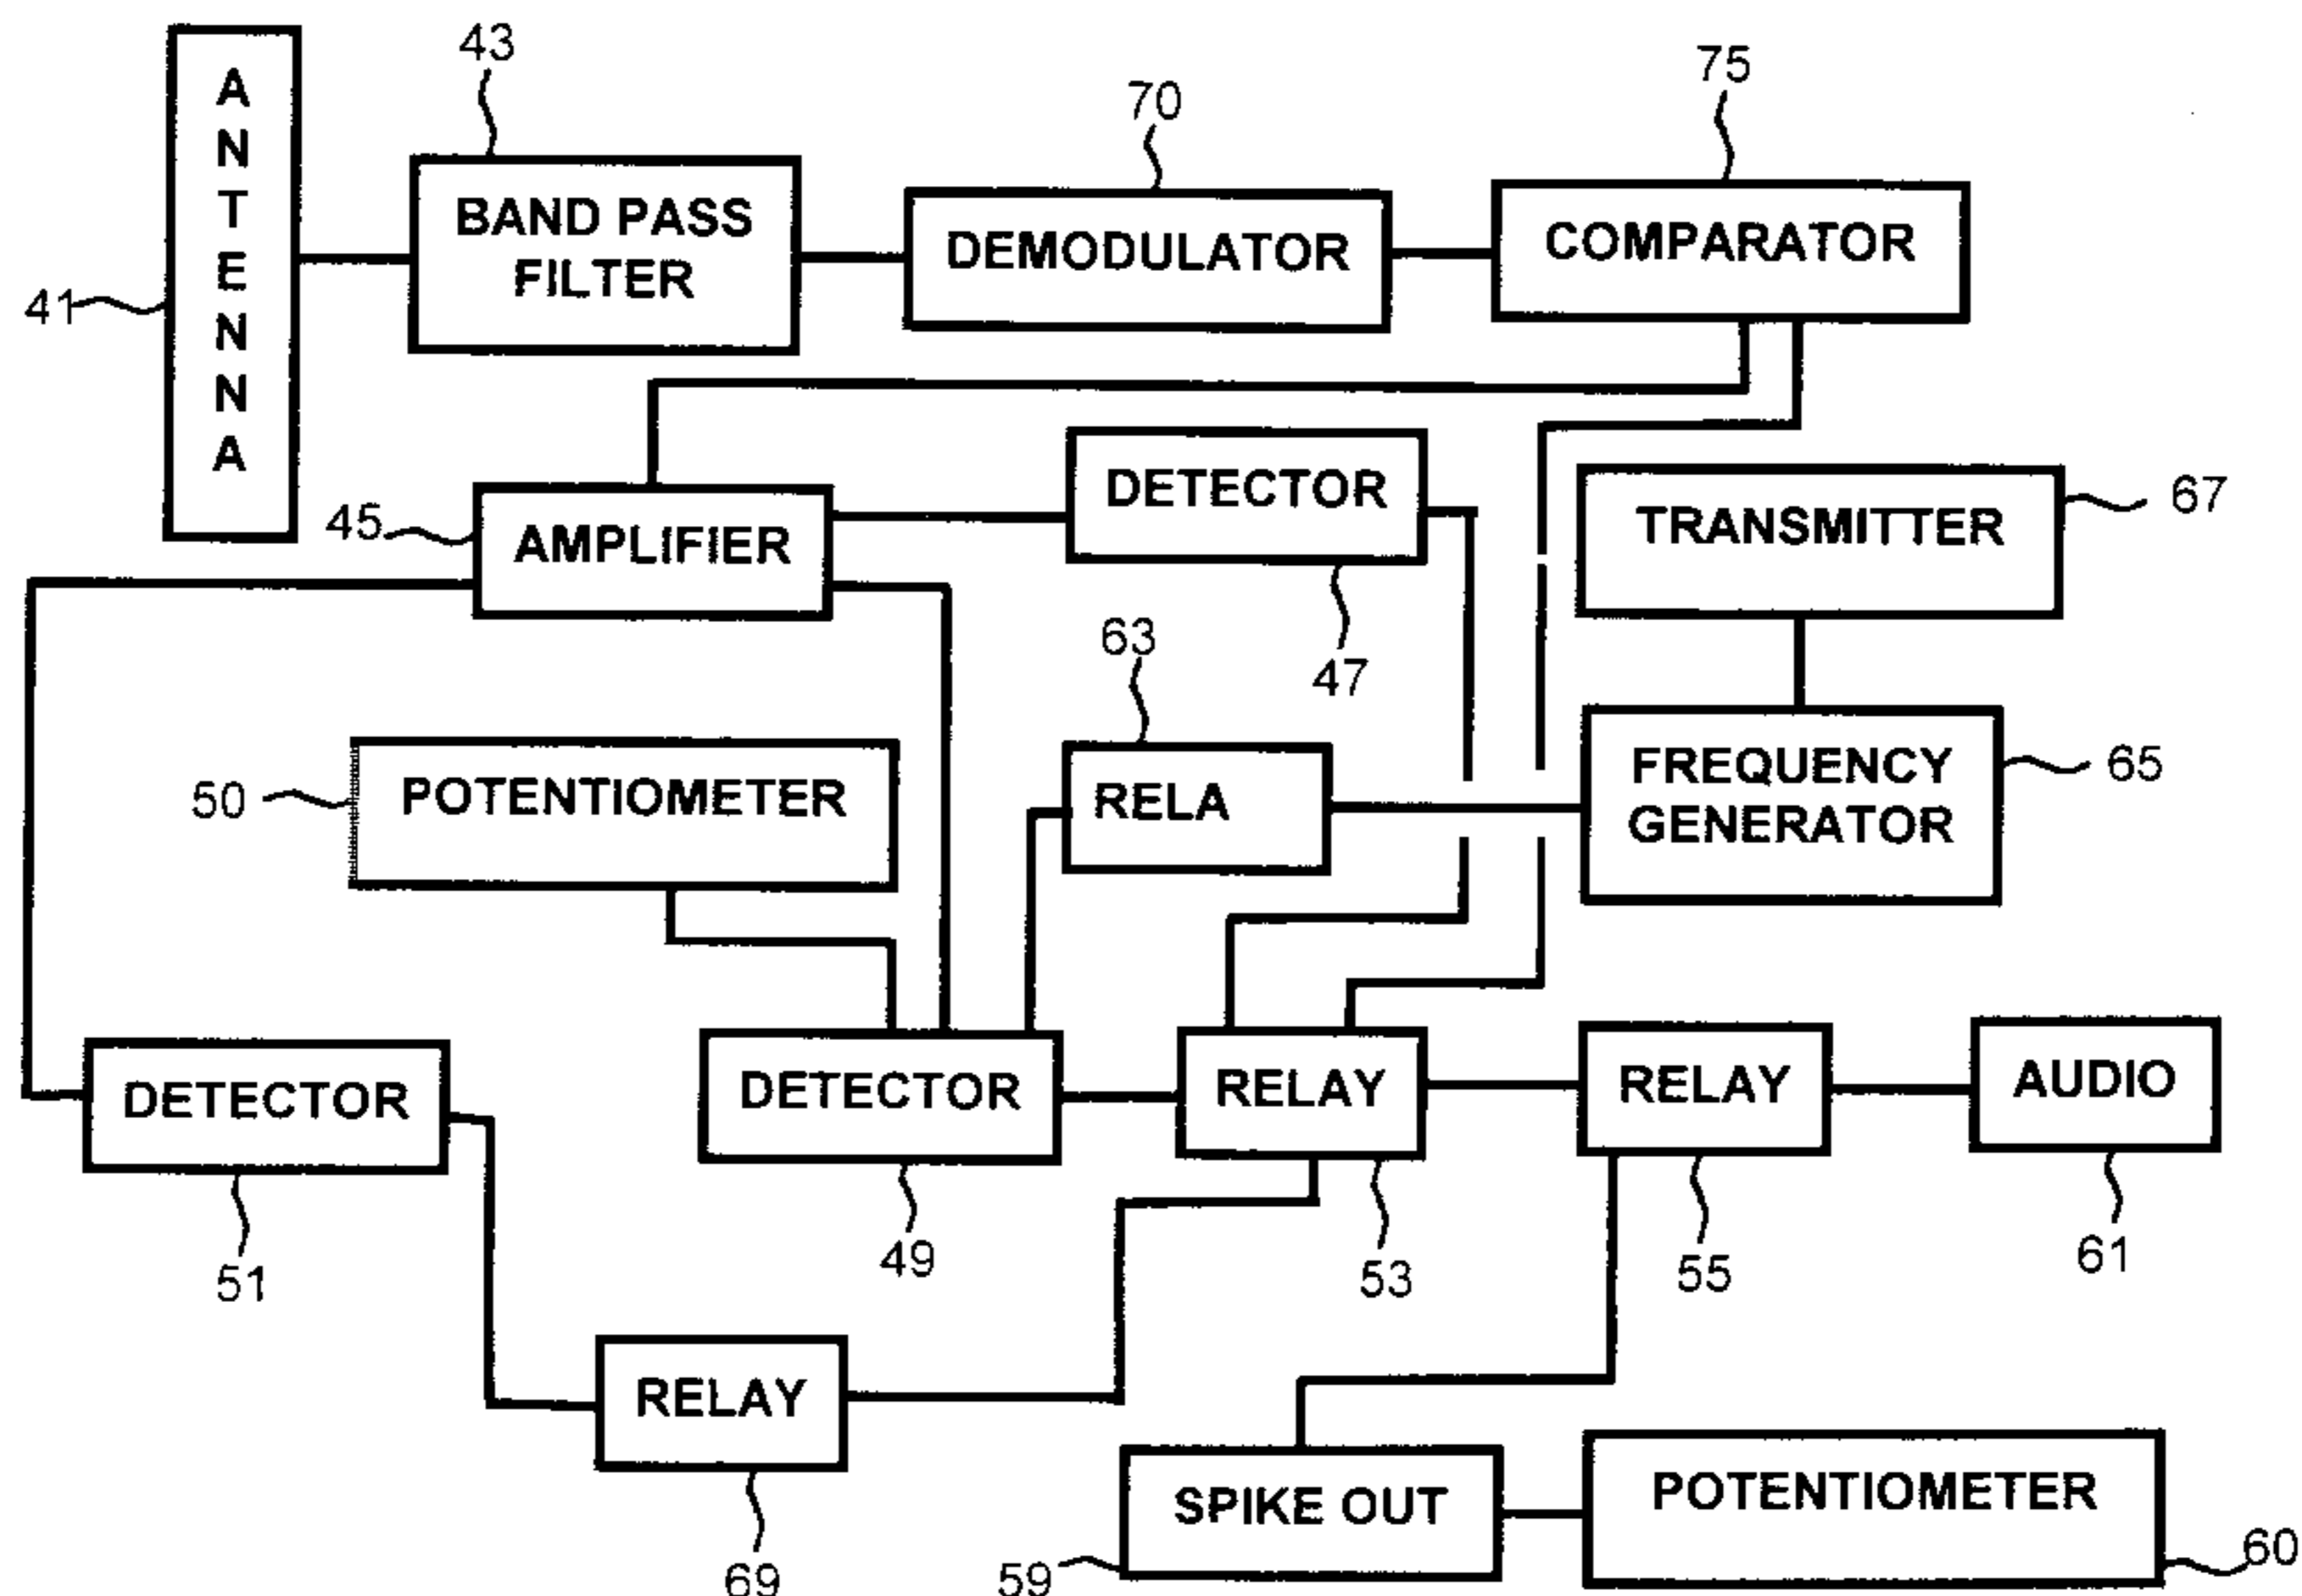 43
75
70
ANTENNA
BAND PASS
FILTER
DEMODULATOR
COMPARATOR
41
DETECTOR
67
45
AMPLIFIER
TRANSMITTER
63
47
50
POTENTIOMETER
RELA
FREQUENCY
GENERATOR
65
DETECTOR
DETECTOR
RELAY
RELAY
AUDIO
51
49
53
55
61
RELAY
SPIKE OUT
POTENTIOMETER
69
59
60